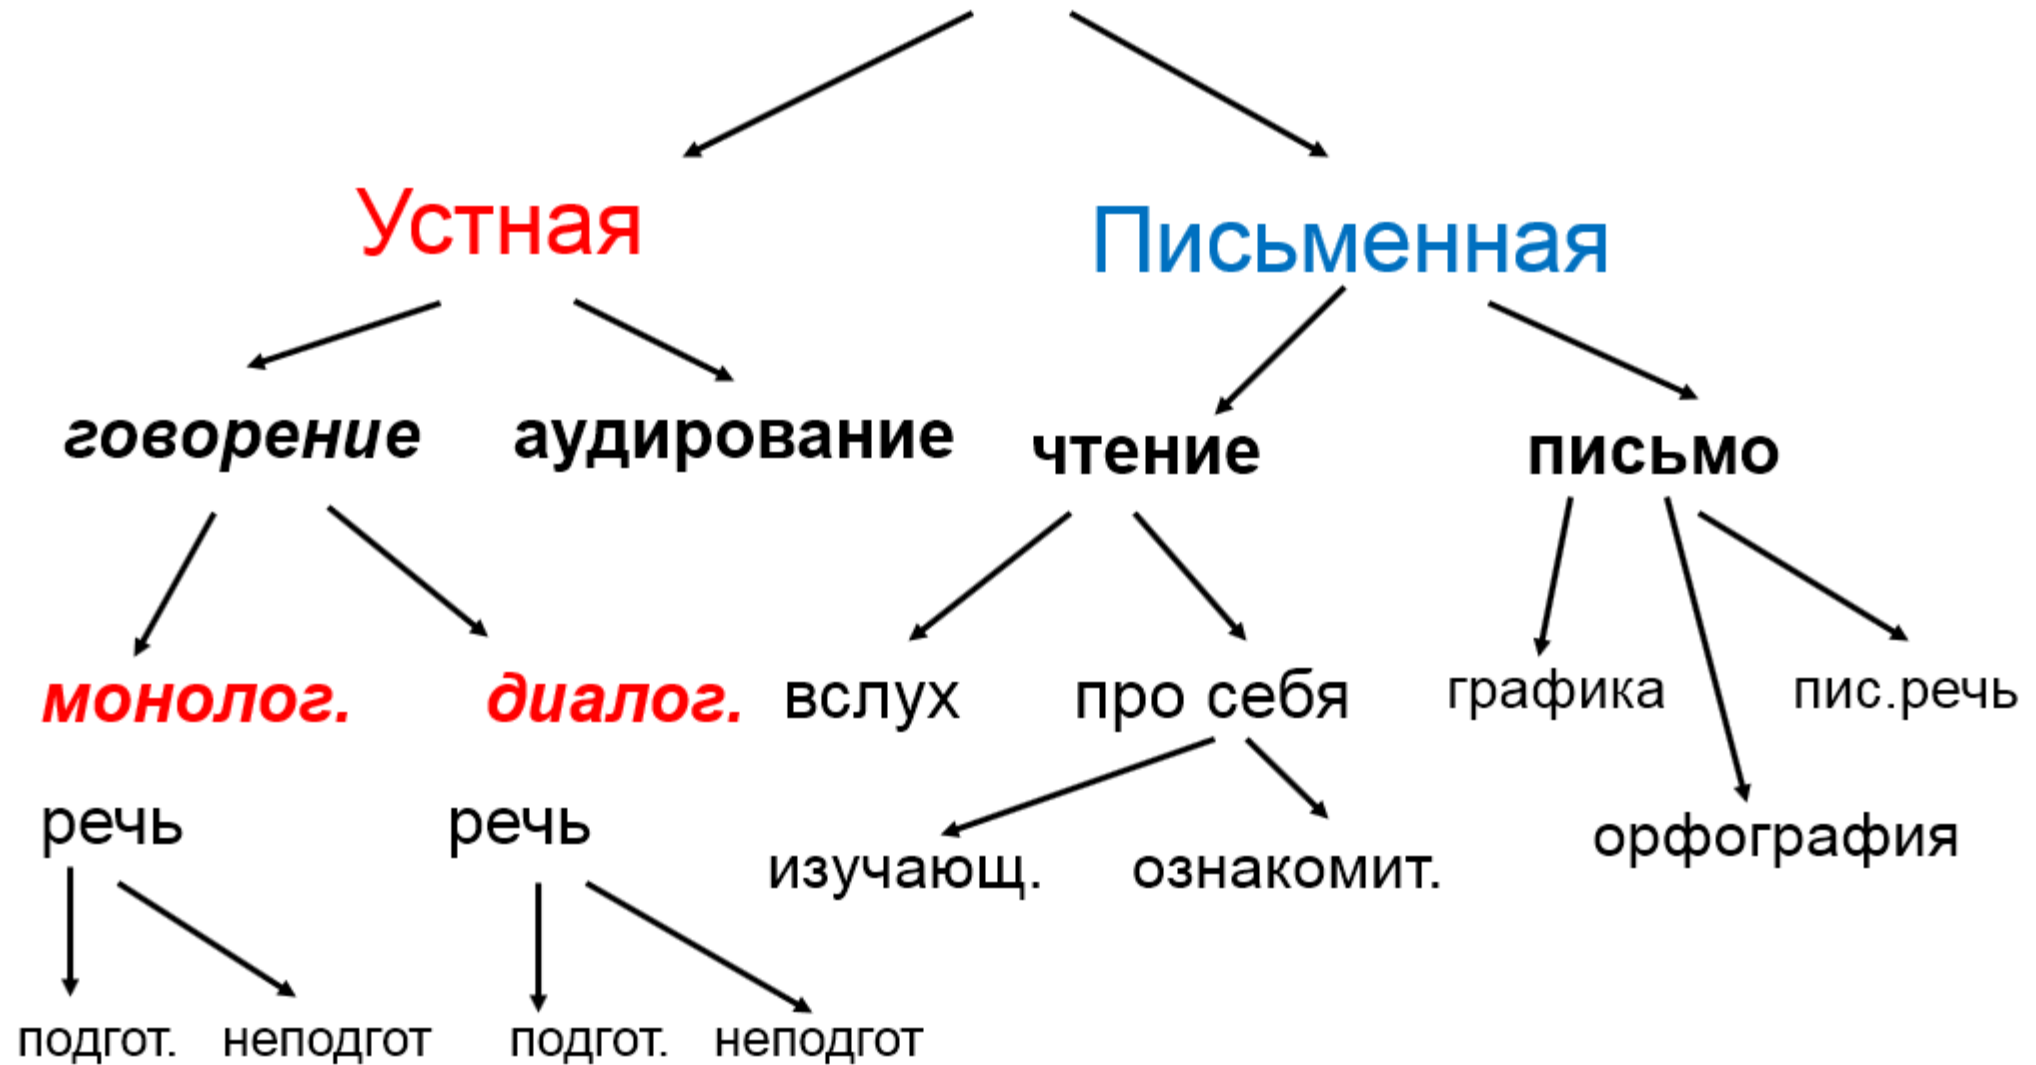 Устная
Письменная
говорение
аудирование
чтение
письмо
монолог.
диалог.
вслух
про себя
графика
пис.речь
речь
речь
изучающ.
ознакомит.
орфография
подгот.
неподгот
подгот.
неподгот